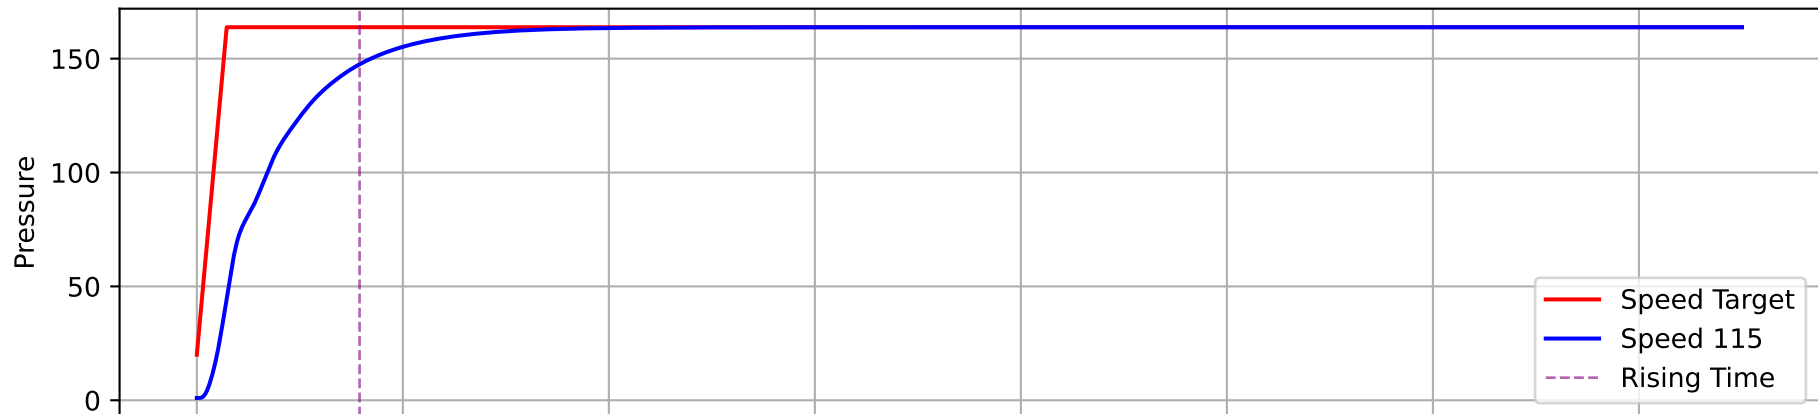 150
100
50
0
Pressure
Speed Target
Speed 115
Rising Time